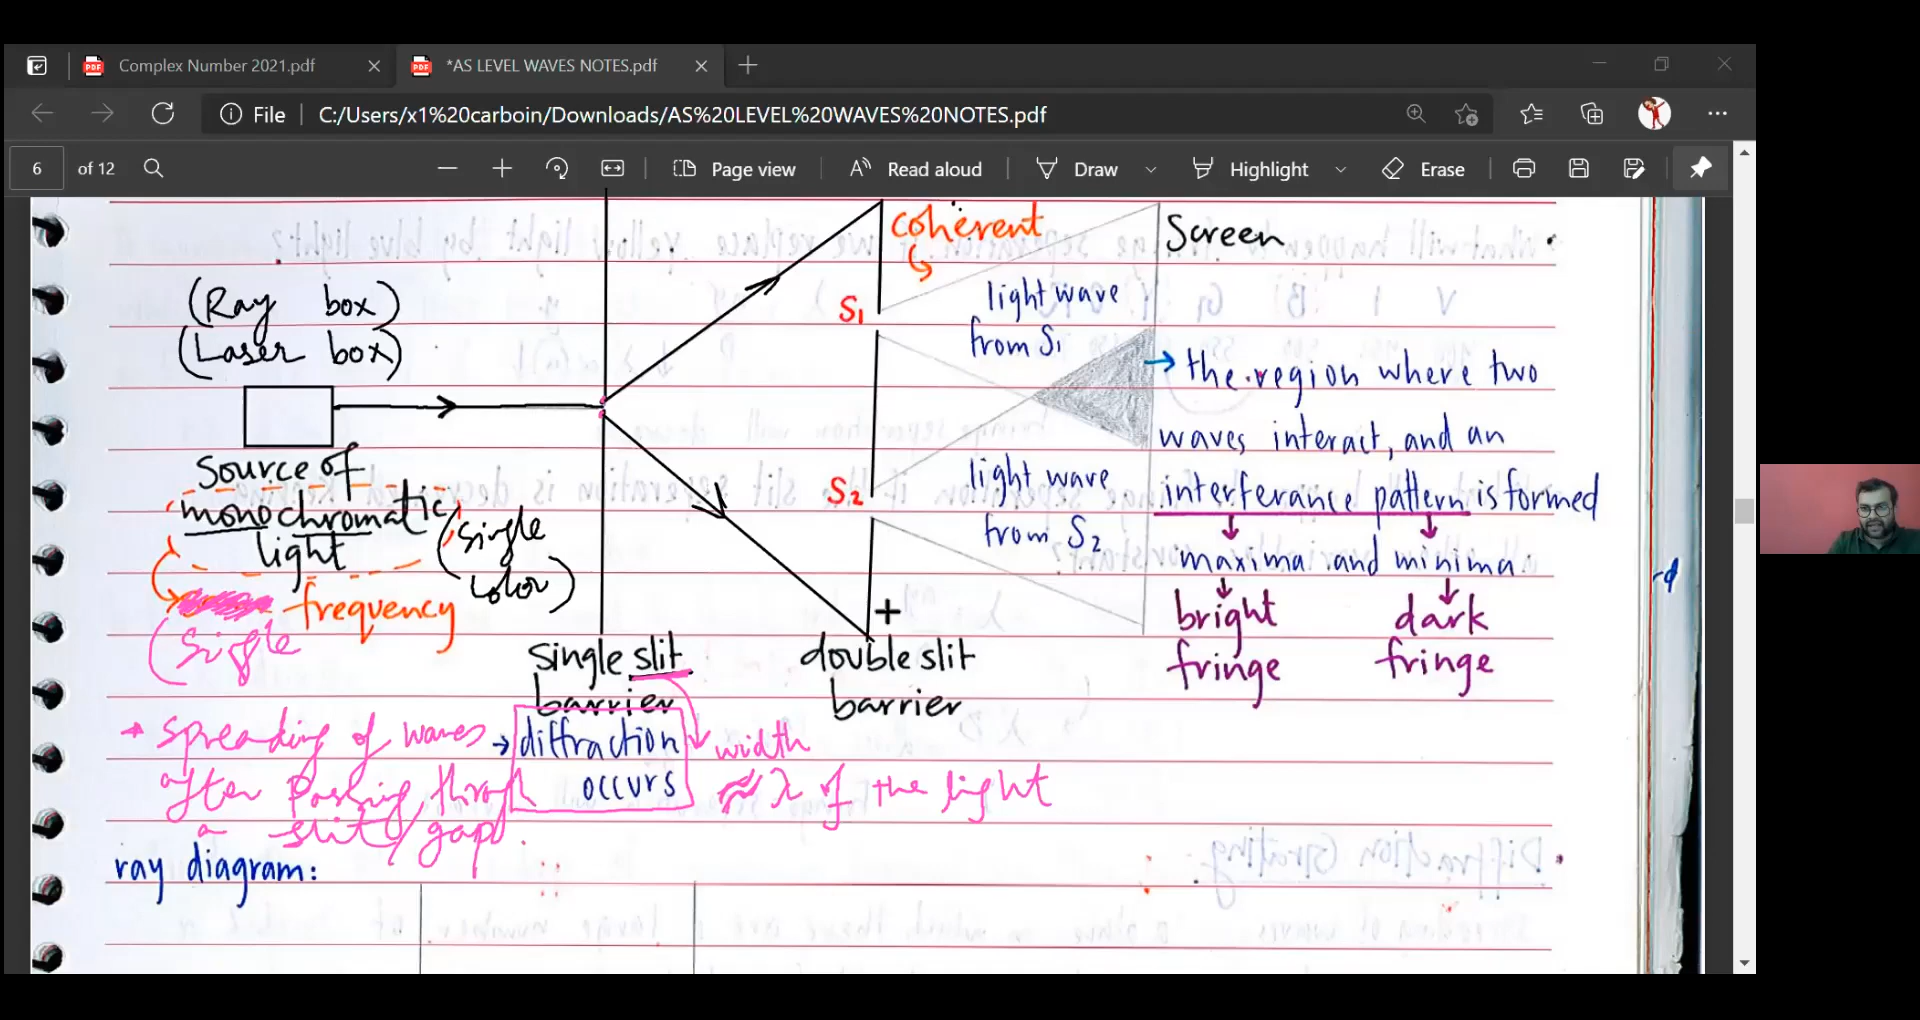 Complex Number 2021.pdf
*AS LEVEL WAVES NOTES.pdf
File C:/Users/x1%20carboin/Downloads/AS%20LEVEL%20WAVES%20NOTES.pdf
6 of 12 Page view Read aloud Draw Highlight Erase
coherent
Screen
(Ray box)
(Laser box)
S1
light wave
from S1
→ the region where two
waves interact, and an
interferance pattern is formed
maxima and minima
bright
fringe
dark
fringe
S2
light wave
from S2
Source of
monochromatic
light
(single
color)
frequency
(Single
single slit
barrier
double slit
barrier
→ spreading of waves
after passing through
a slit/gap.
→ diffraction
occurs
width
≈ λ of the light
ray diagram: